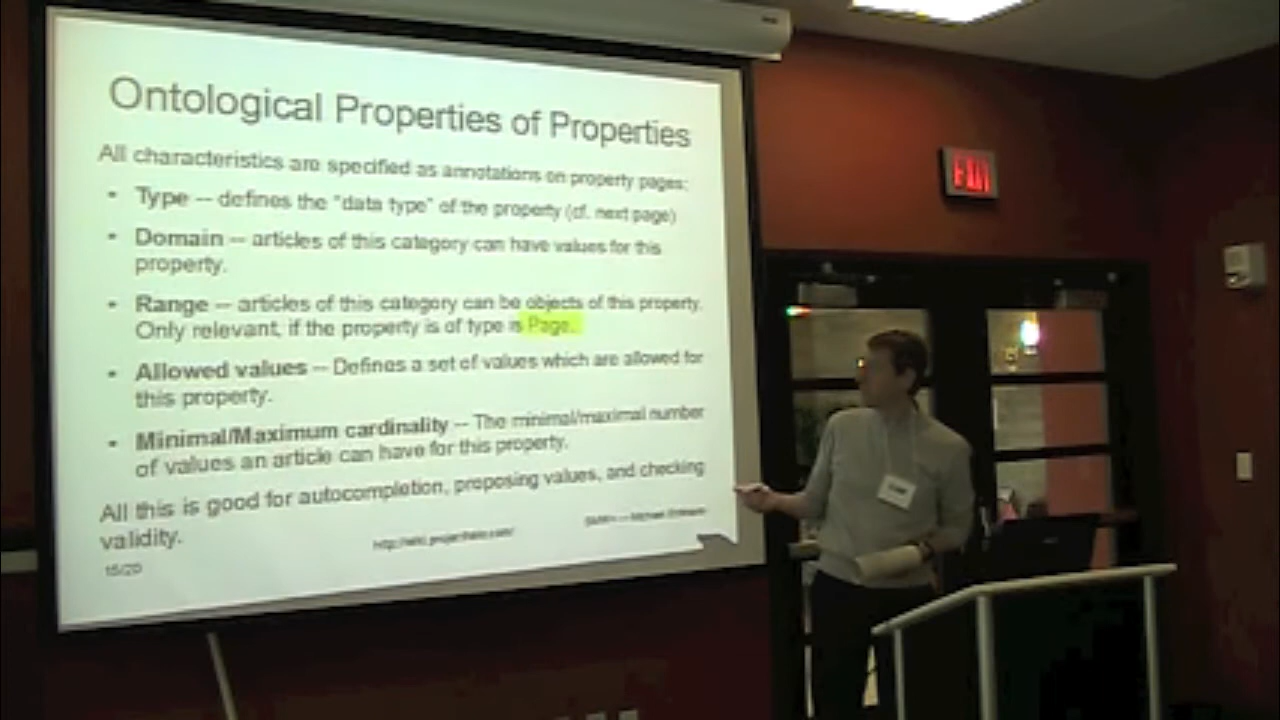 Ontological Properties of Properties
All characteristics are specified as annotations on property pages:
• Type -- defines the "data type" of the property (cf. next page)
• Domain -- articles of this category can have values for this
property.
• Range -- articles of this category can be objects of this property.
Only relevant, if the property is of type is Page.
• Allowed values -- Defines a set of values which are allowed for
this property.
• Minimal/Maximum cardinality -- The minimal/maximal number
of values an article can have for this property.
All this is good for autocompletion, proposing values, and checking
validity.
15/20
EXIT